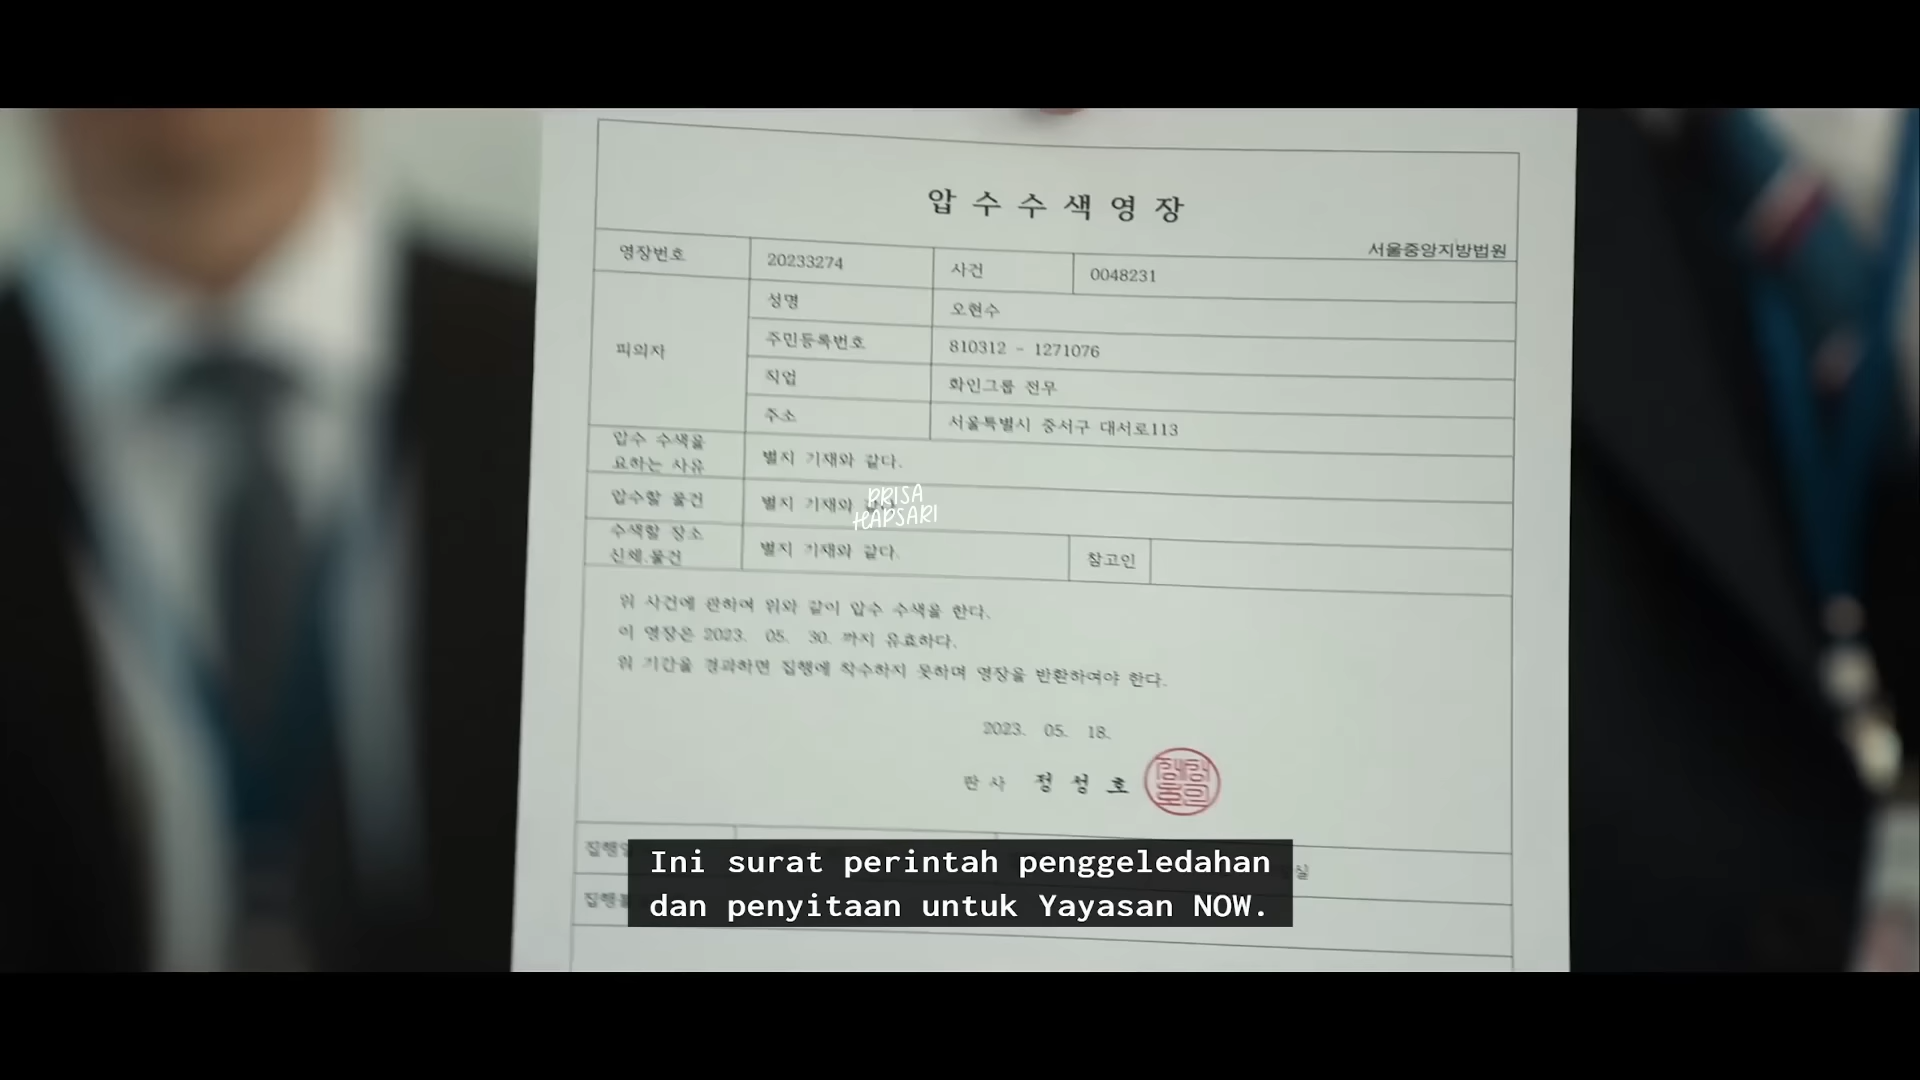 압수수색영장
서울중앙지방법원
영장번호 20233274 사건 0048231
피의자
성명 오현수
주민등록번호 810312 - 1271076
직업 화인그룹 전무
주소 서울특별시 중서구 대서로113
압수 수색을
요하는 사유
별지 기재와 같다.
압수할 물건
별지 기재와
PRISA
HAPSARI
수색할 장소
신체.물건
별지 기재와 같다.
참고인
위 사건에 관하여 위와 같이 압수 수색을 한다.
이 영장은 2023. 05. 30. 까지 유효하다.
위 기간을 경과하면 집행에 착수하지 못하며 영장을 반환하여야 한다.
2023. 05. 18.
판사 정성호
Ini surat perintah penggeledahan
dan penyitaan untuk Yayasan NOW.